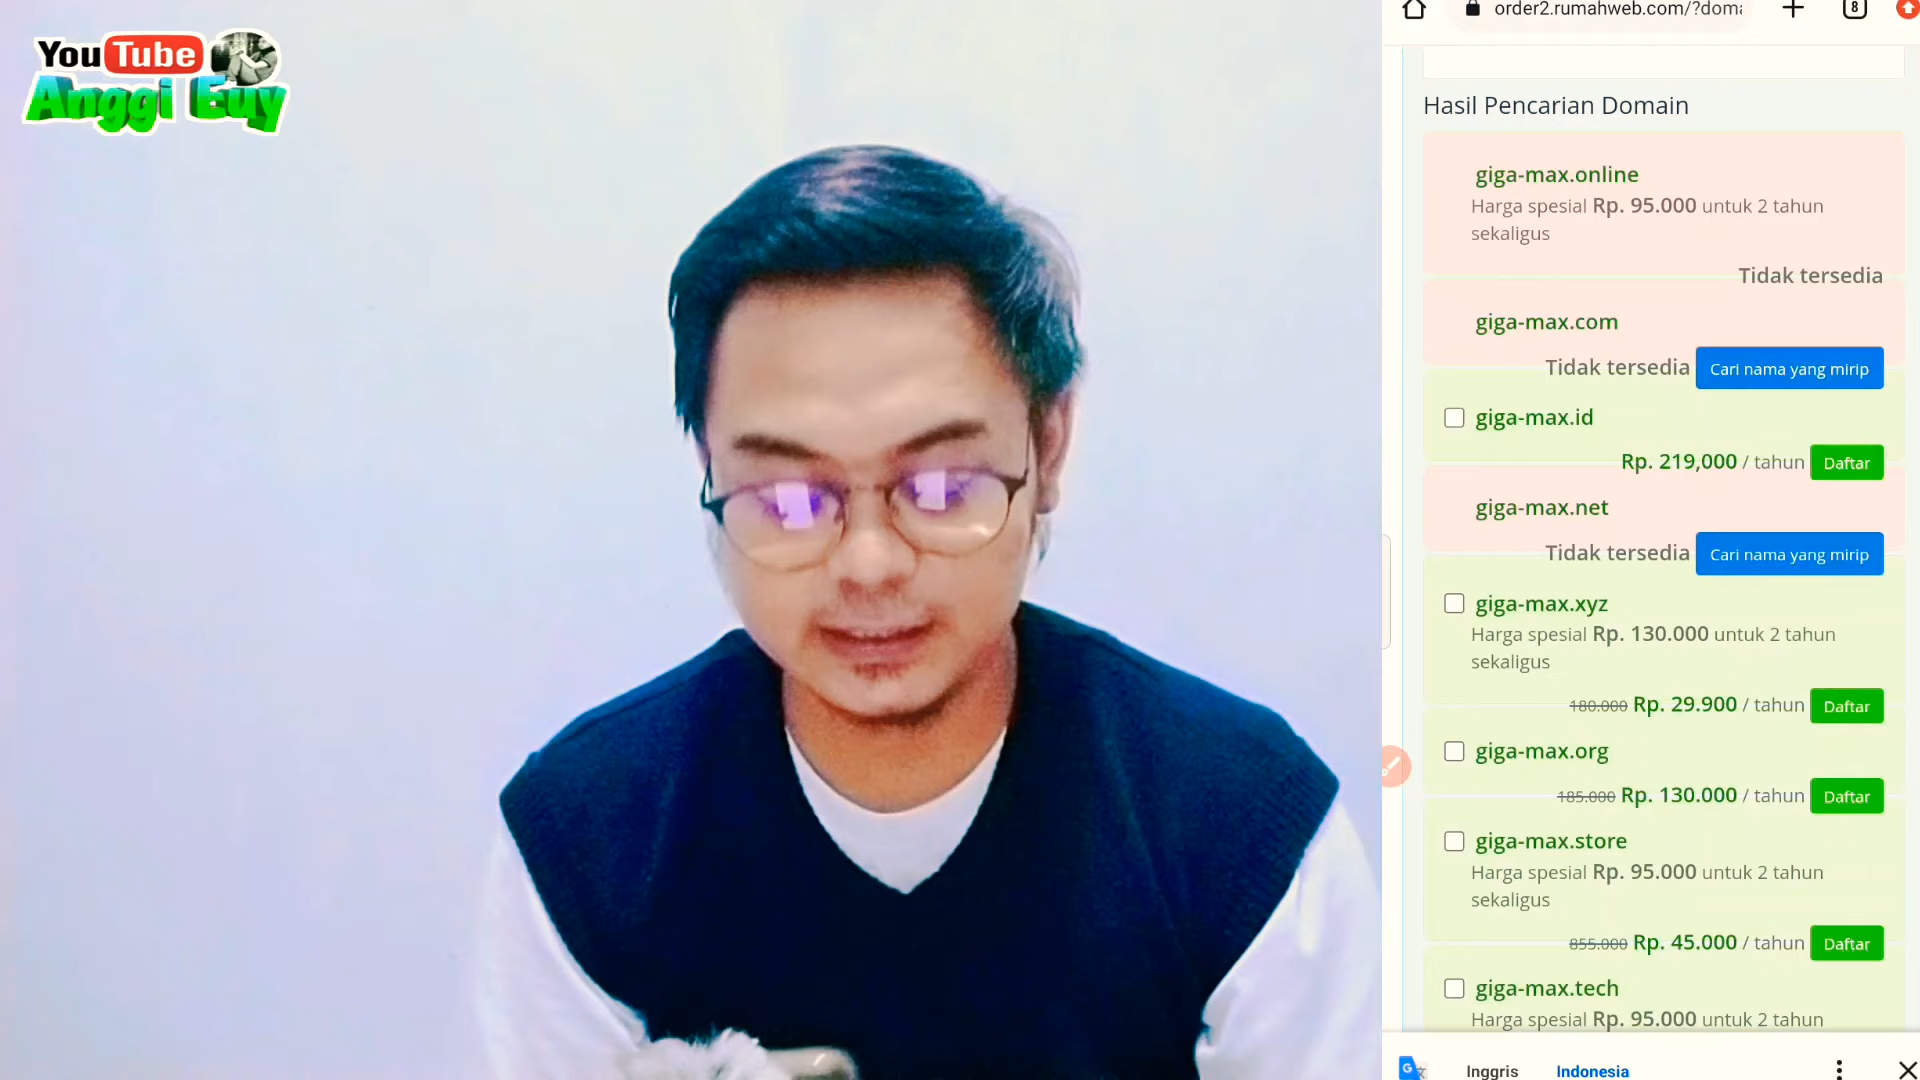 YouTube
Anggi Euy
order2.rumahweb.com/?doma
8
Hasil Pencarian Domain
giga-max.online
Harga spesial Rp. 95.000 untuk 2 tahun
sekaligus
Tidak tersedia
giga-max.com
Tidak tersedia Cari nama yang mirip
giga-max.id
Rp. 219,000 / tahun Daftar
giga-max.net
Tidak tersedia Cari nama yang mirip
giga-max.xyz
Harga spesial Rp. 130.000 untuk 2 tahun
sekaligus
180.000 Rp. 29.900 / tahun Daftar
giga-max.org
185.000 Rp. 130.000 / tahun Daftar
giga-max.store
Harga spesial Rp. 95.000 untuk 2 tahun
sekaligus
855.000 Rp. 45.000 / tahun Daftar
giga-max.tech
Harga spesial Rp. 95.000 untuk 2 tahun
Inggris Indonesia